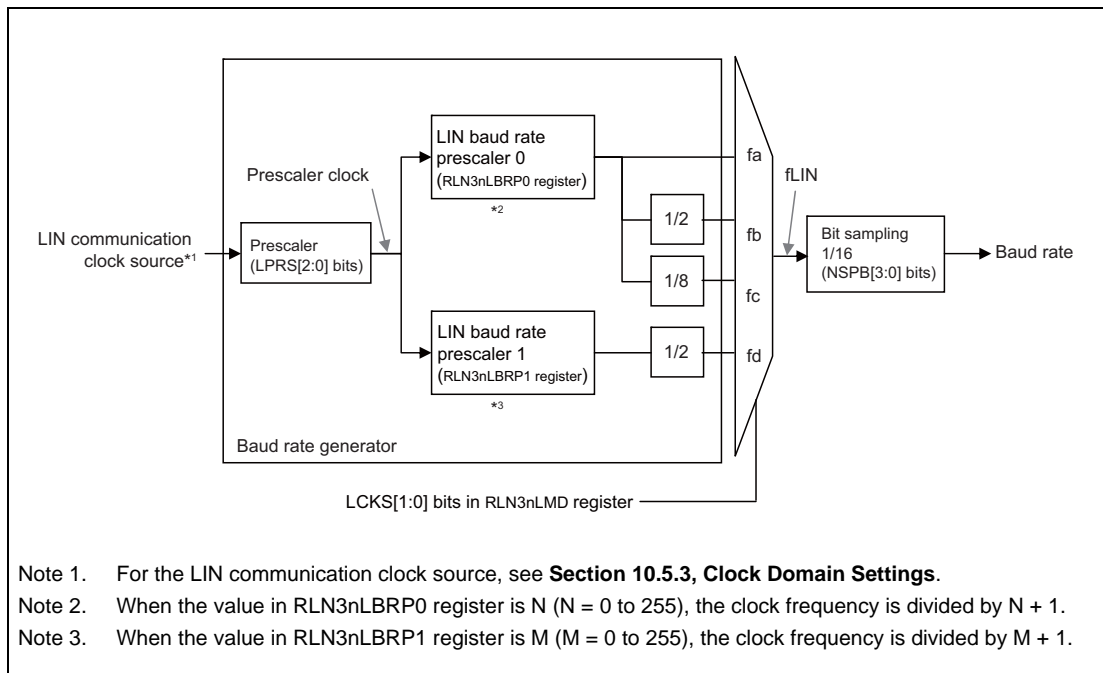 LIN baud rate
prescaler 0
(RLN3nLBRP0 register)
*2
fa
Prescaler clock
fLIN
1/2
fb
LIN communication
clock source*1
Prescaler
(LPRS[2:0] bits)
Bit sampling
1/16
(NSPB[3:0] bits)
Baud rate
1/8
fc
LIN baud rate
prescaler 1
(RLN3nLBRP1 register)
*3
1/2
fd
Baud rate generator
LCKS[1:0] bits in RLN3nLMD register
Note 1. For the LIN communication clock source, see Section 10.5.3, Clock Domain Settings.
Note 2. When the value in RLN3nLBRP0 register is N (N = 0 to 255), the clock frequency is divided by N + 1.
Note 3. When the value in RLN3nLBRP1 register is M (M = 0 to 255), the clock frequency is divided by M + 1.